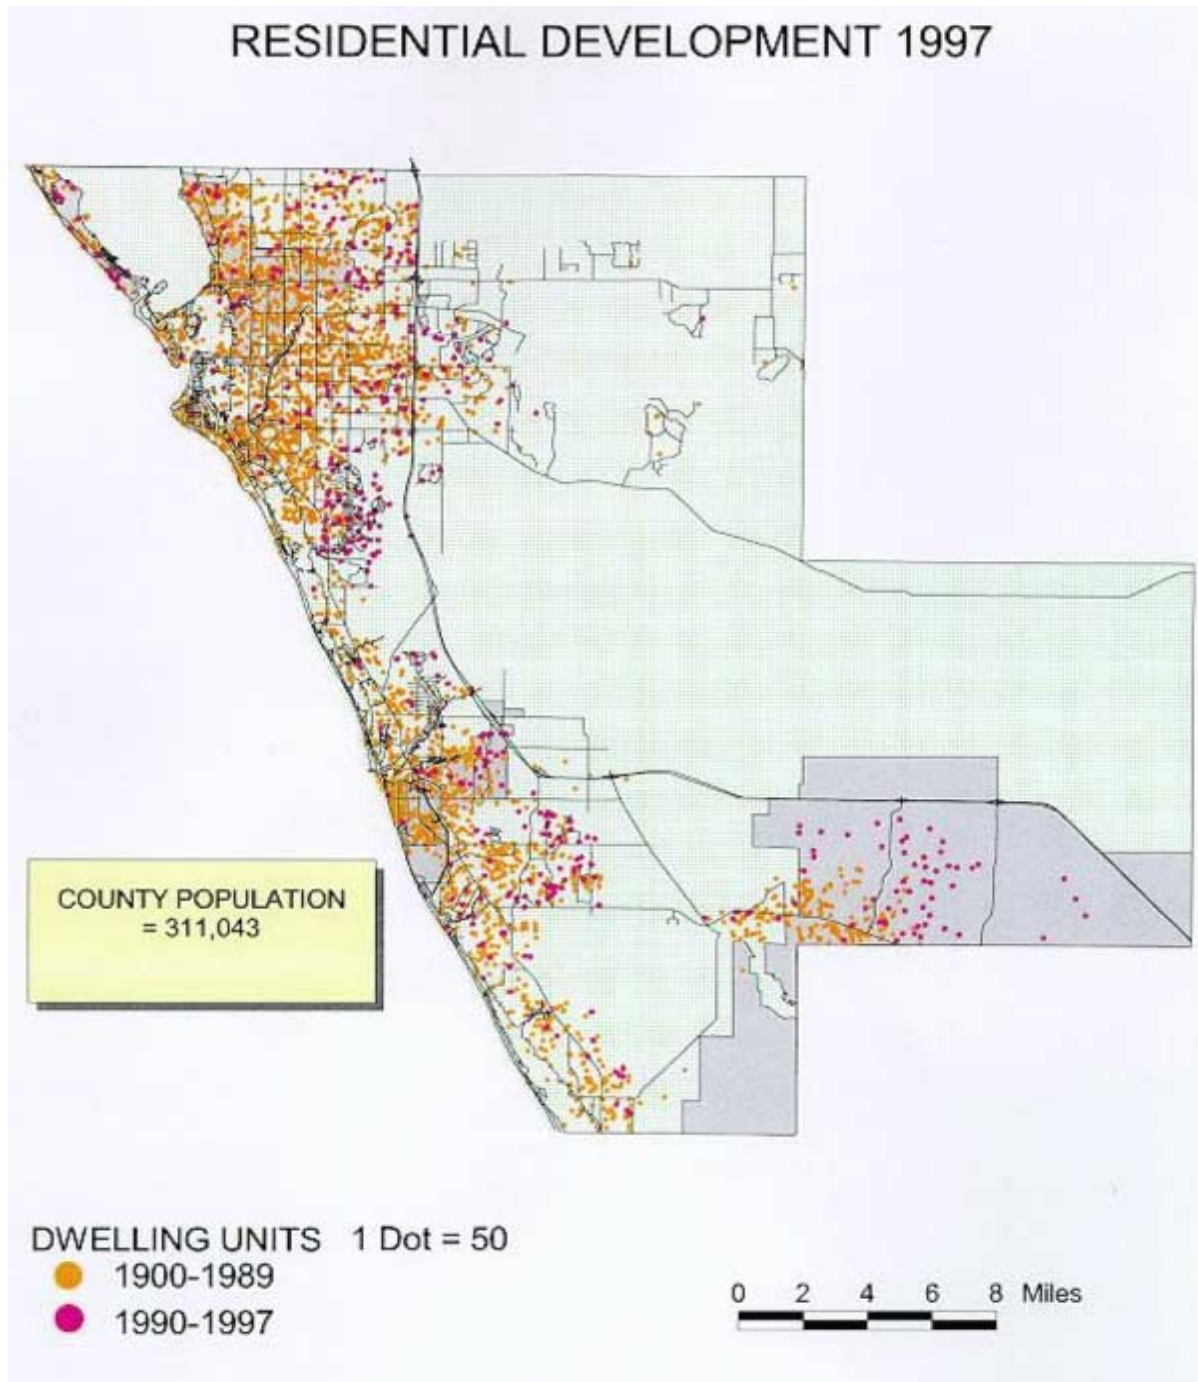 RESIDENTIAL DEVELOPMENT 1997
COUNTY POPULATION
= 311,043
DWELLING UNITS 1 Dot = 50
1900-1989
1990-1997
0 2 4 6 8 Miles